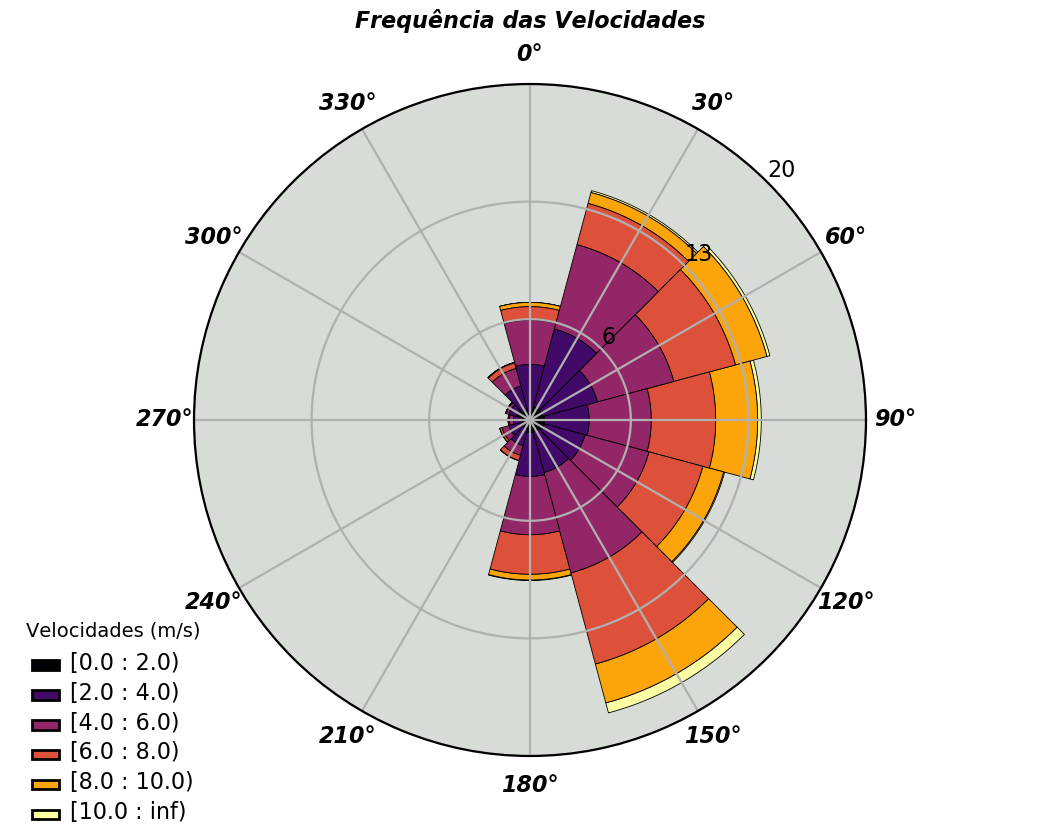 Frequência das Velocidades
0°
330°
30°
20
300°
60°
13
6
270°
90°
240°
120°
210°
150°
180°
Velocidades (m/s)
[0.0 : 2.0)
[2.0 : 4.0)
[4.0 : 6.0)
[6.0 : 8.0)
[8.0 : 10.0)
[10.0 : inf)